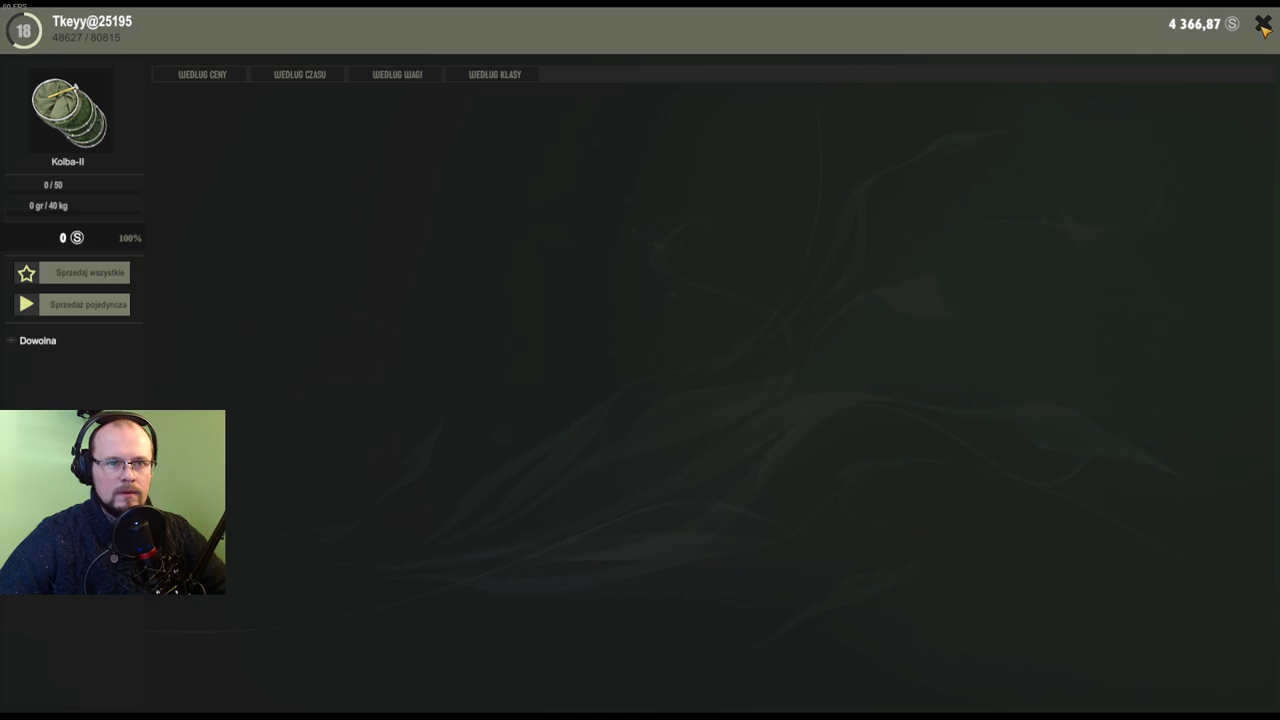 60 FPS
18
Tkeyy@25195
48627 / 80815
4 366,87 S
WEDŁUG CENY WEDŁUG CZASU WEDŁUG WAGI WEDŁUG KLASY
Kolba-II
0 / 50
0 gr / 40 kg
0 S 100%
Sprzedaj wszystkie
Sprzedaż pojedyncza
Dowolna